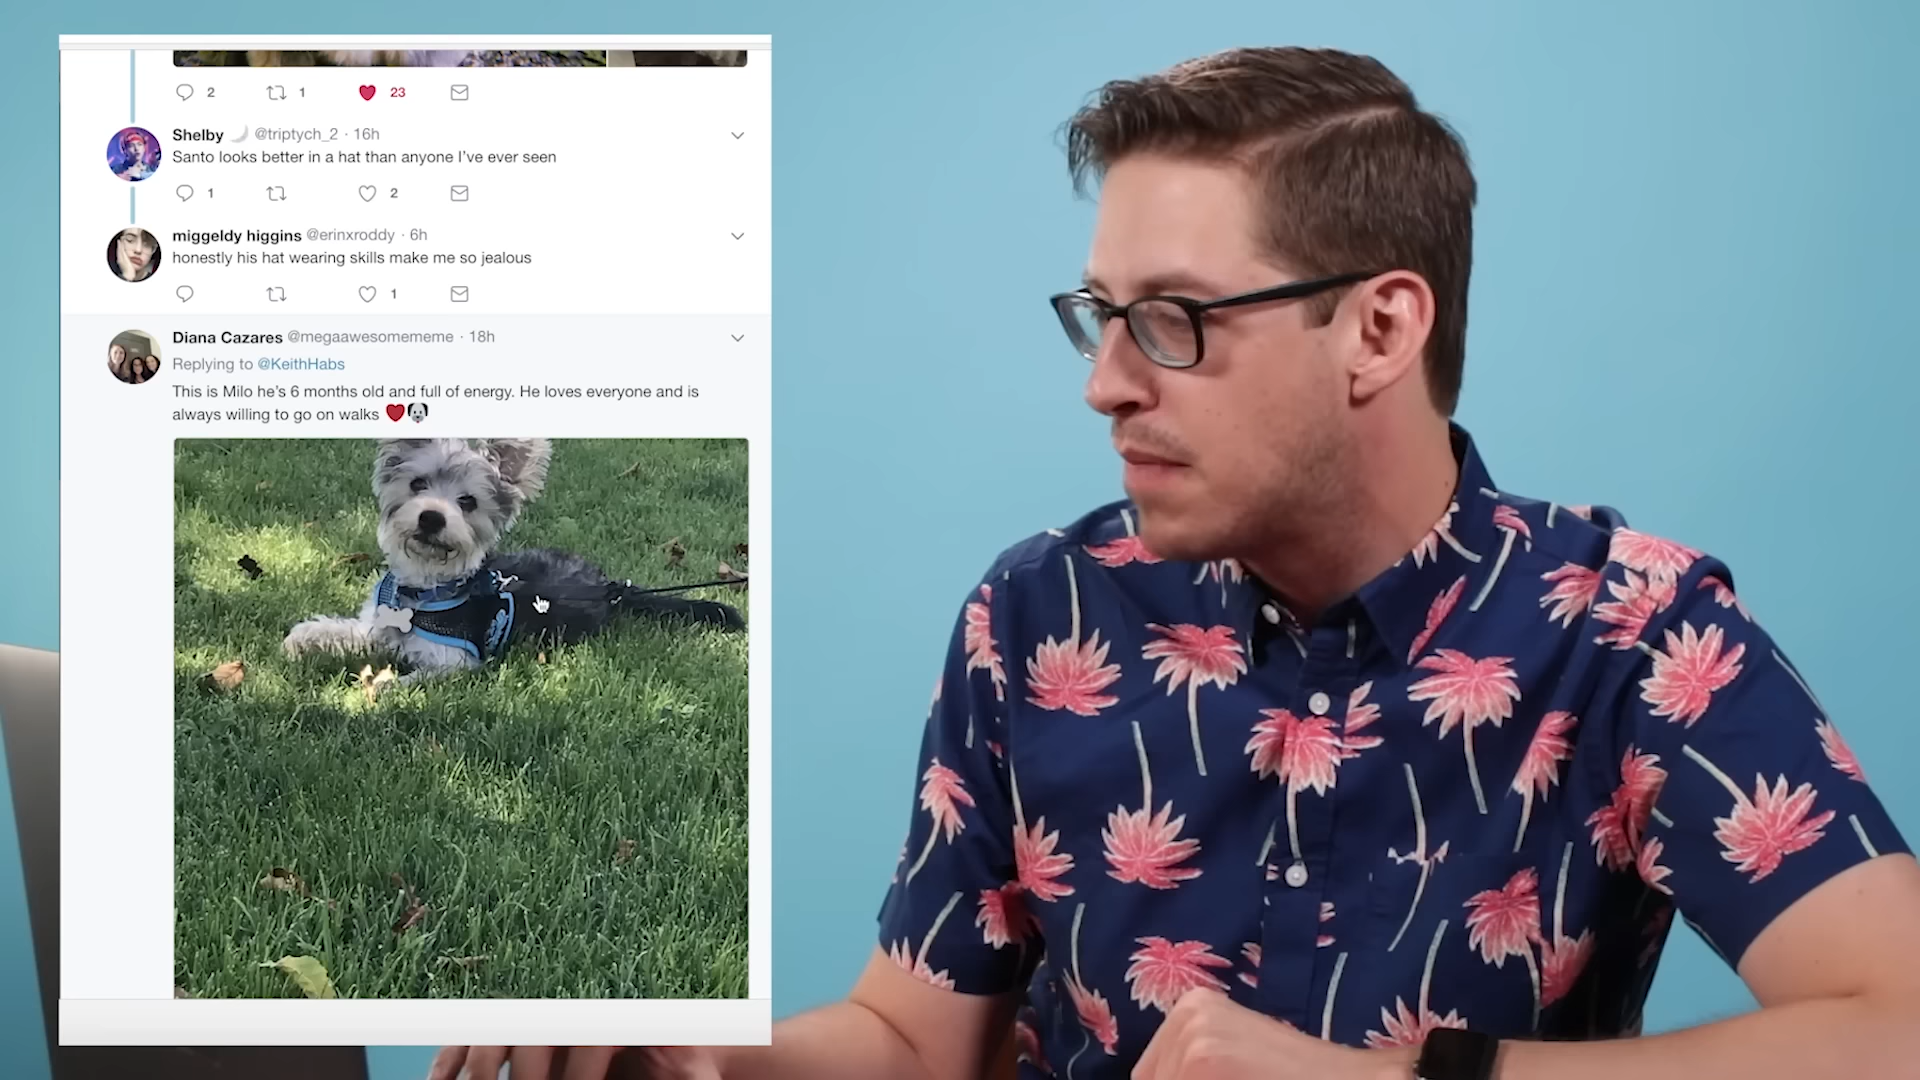 2 1 23
Shelby @triptych_2 · 16h
Santo looks better in a hat than anyone I've ever seen
1 2
miggeldy higgins @erinxroddy · 6h
honestly his hat wearing skills make me so jealous
1
Diana Cazares @megaawesomememe · 18h
Replying to @KeithHabs
This is Milo he's 6 months old and full of energy. He loves everyone and is
always willing to go on walks ❤️🐶